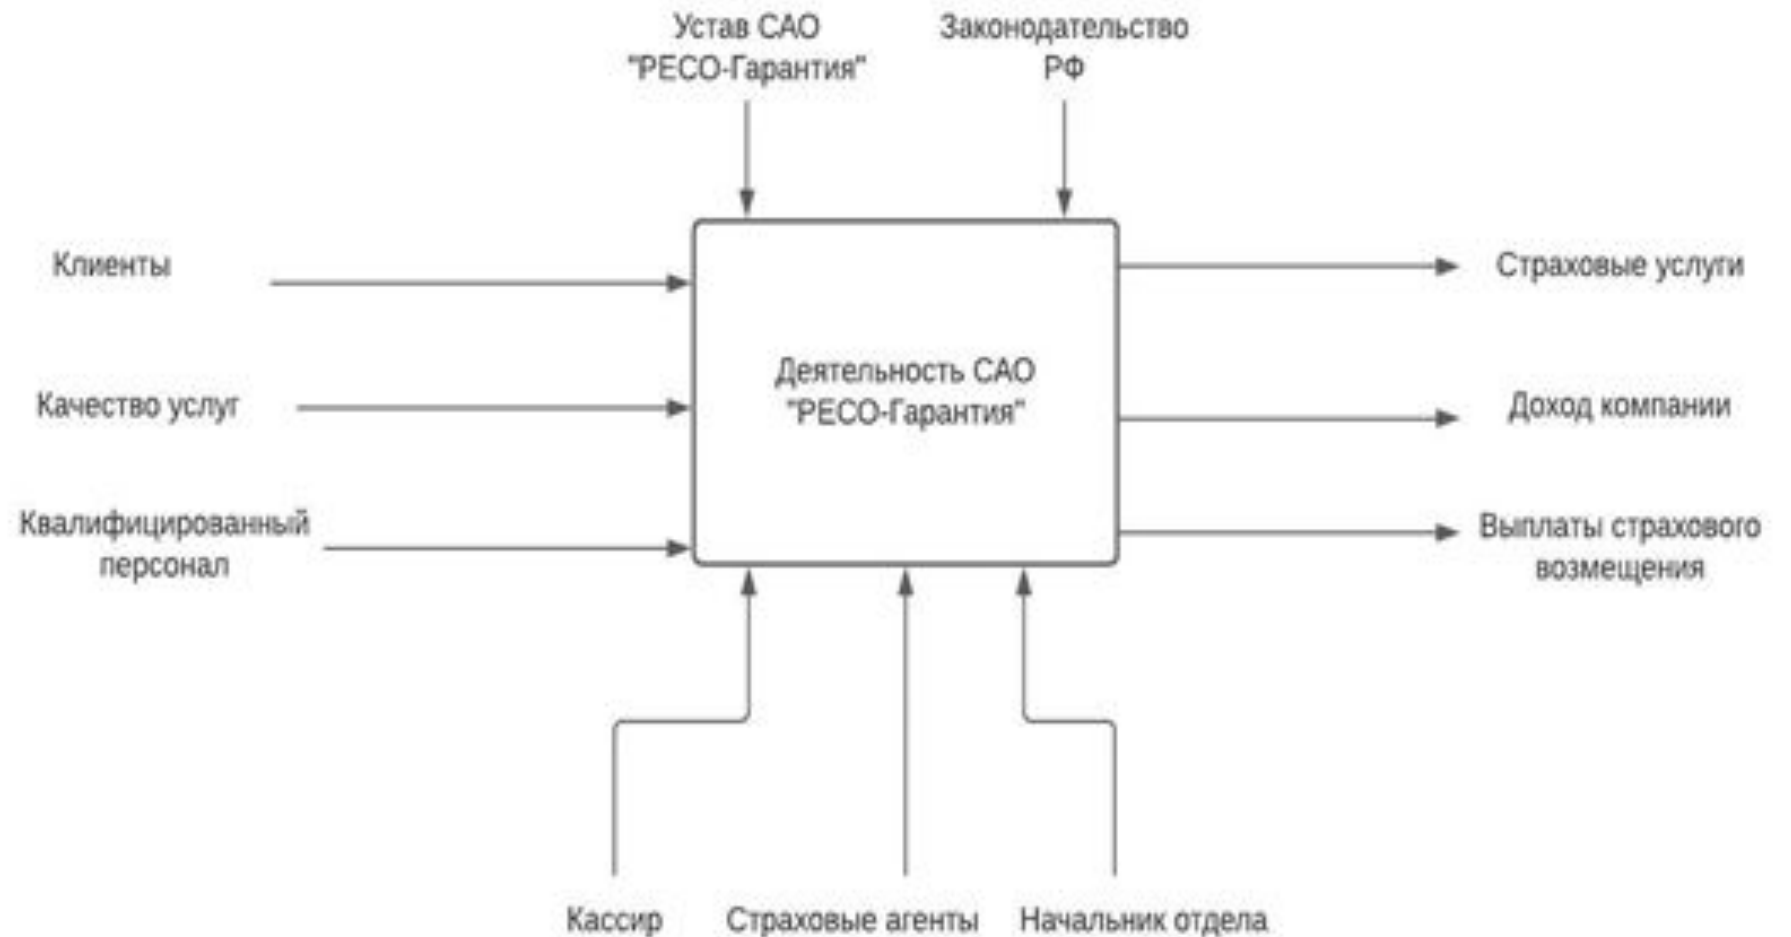 Устав САО
"РЕСО-Гарантия"
Законодательство
РФ
Клиенты
Качество услуг
Квалифицированный
персонал
Деятельность САО
"РЕСО-Гарантия"
Страховые услуги
Доход компании
Выплаты страхового
возмещения
Кассир
Страховые агенты
Начальник отдела